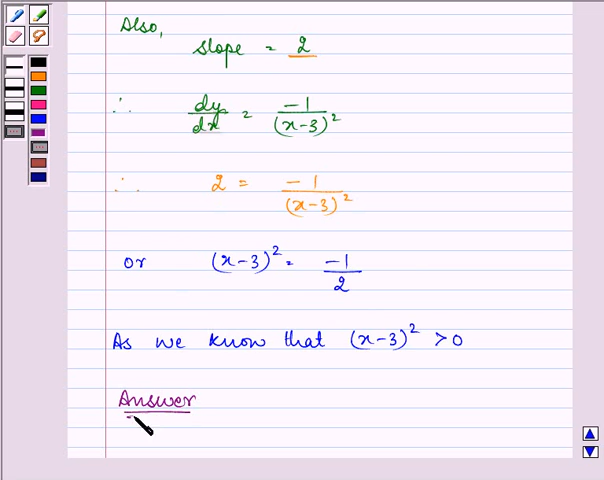 Also,
slope = 2
∴ dy/dx = -1/(x-3)²
∴ 2 = -1/(x-3)²
or (x-3)² = -1/2
As we know that (x-3)² > 0
Answer